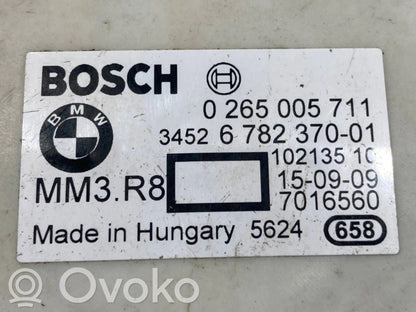 BOSCH
BMW
0 265 005 711
3452 6 782 370-01
102135 10
MM3.R8 15-09-09
7016560
Made in Hungary 5624 658
Ovoko